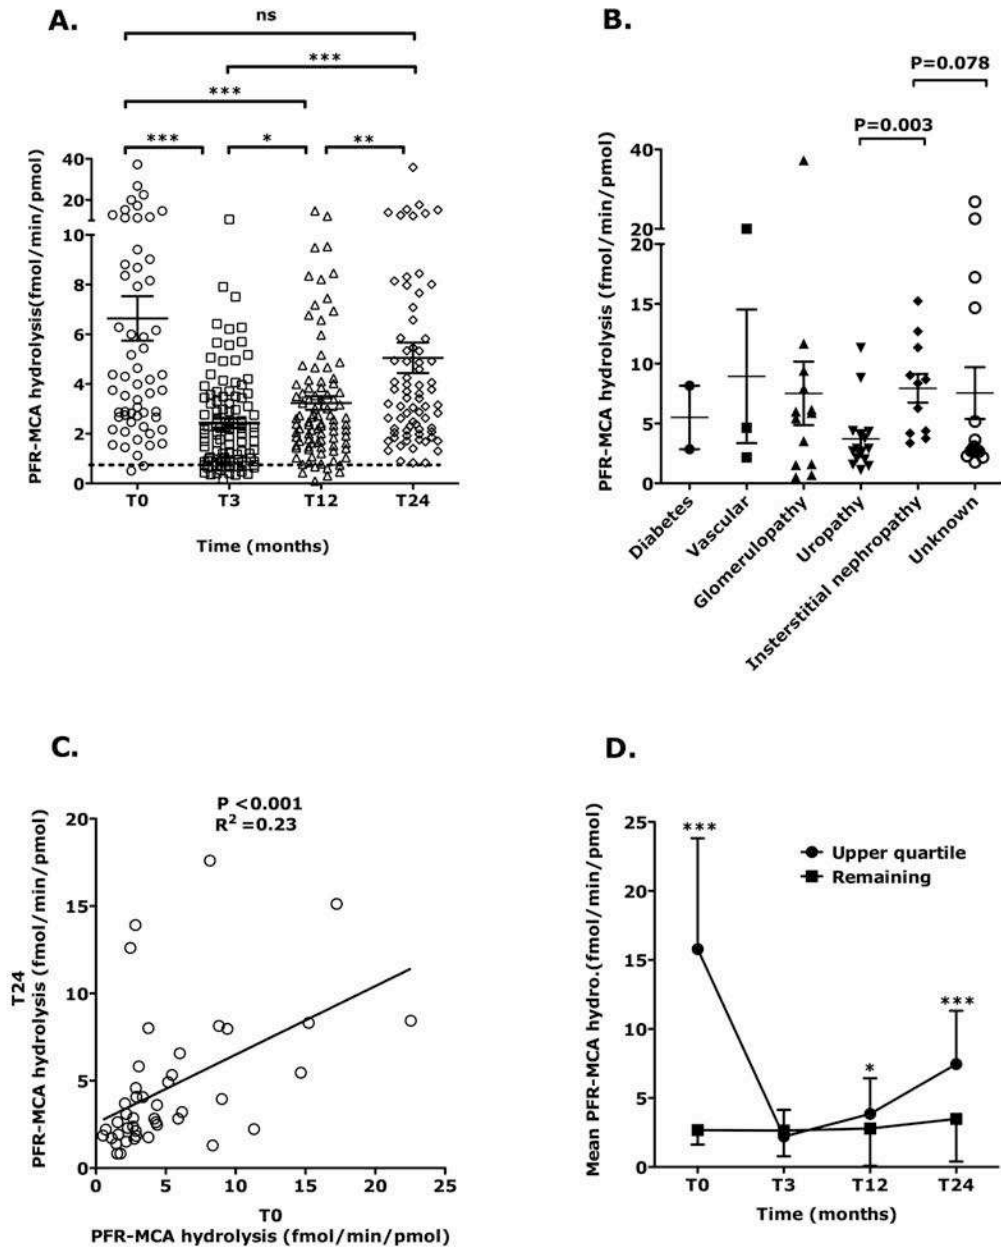 A.
ns
***
***
***
*
**
PFR-MCA hydrolysis(fmol/min/pmol)
40
20
10
8
6
4
2
0
T0 T3 T12 T24
Time (months)
B.
P=0.078
P=0.003
PFR-MCA hydrolysis (fmol/min/pmol)
40
20
20
15
10
5
0
Diabetes
Vascular
Glomerulopathy
Uropathy
Insterstitial nephropathy
Unknown
C.
P <0.001
R² =0.23
T24
PFR-MCA hydrolysis (fmol/min/pmol)
20
15
10
5
0
0 5 10 15 20 25
T0
PFR-MCA hydrolysis (fmol/min/pmol)
D.
Mean PFR-MCA hydro.(fmol/min/pmol)
25
20
15
10
5
0
***
Upper quartile
Remaining
*
***
T0 T3 T12 T24
Time (months)